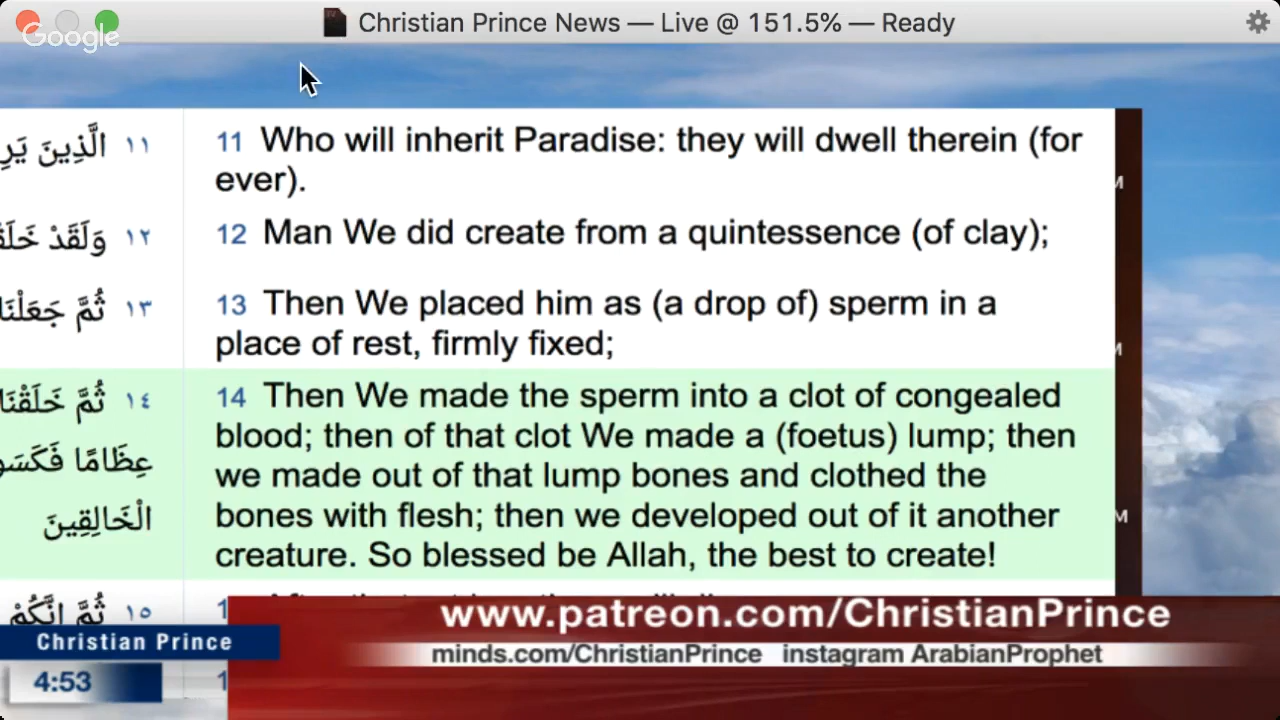 Christian Prince News — Live @ 151.5% — Ready
Google
١١ الَّذِينَ
11 Who will inherit Paradise: they will dwell therein (for
ever).
١٢ وَلَقَدْ
12 Man We did create from a quintessence (of clay);
١٣ ثُمَّ
13 Then We placed him as (a drop of) sperm in a
place of rest, firmly fixed;
١٤ ثُمَّ
عِظَامًا
الْخَالِقِينَ
14 Then We made the sperm into a clot of congealed
blood; then of that clot We made a (foetus) lump; then
we made out of that lump bones and clothed the
bones with flesh; then we developed out of it another
creature. So blessed be Allah, the best to create!
١٥ ثُمَّ إِنَّكُمْ
www.patreon.com/ChristianPrince
Christian Prince
minds.com/ChristianPrince instagram ArabianProphet
4:53